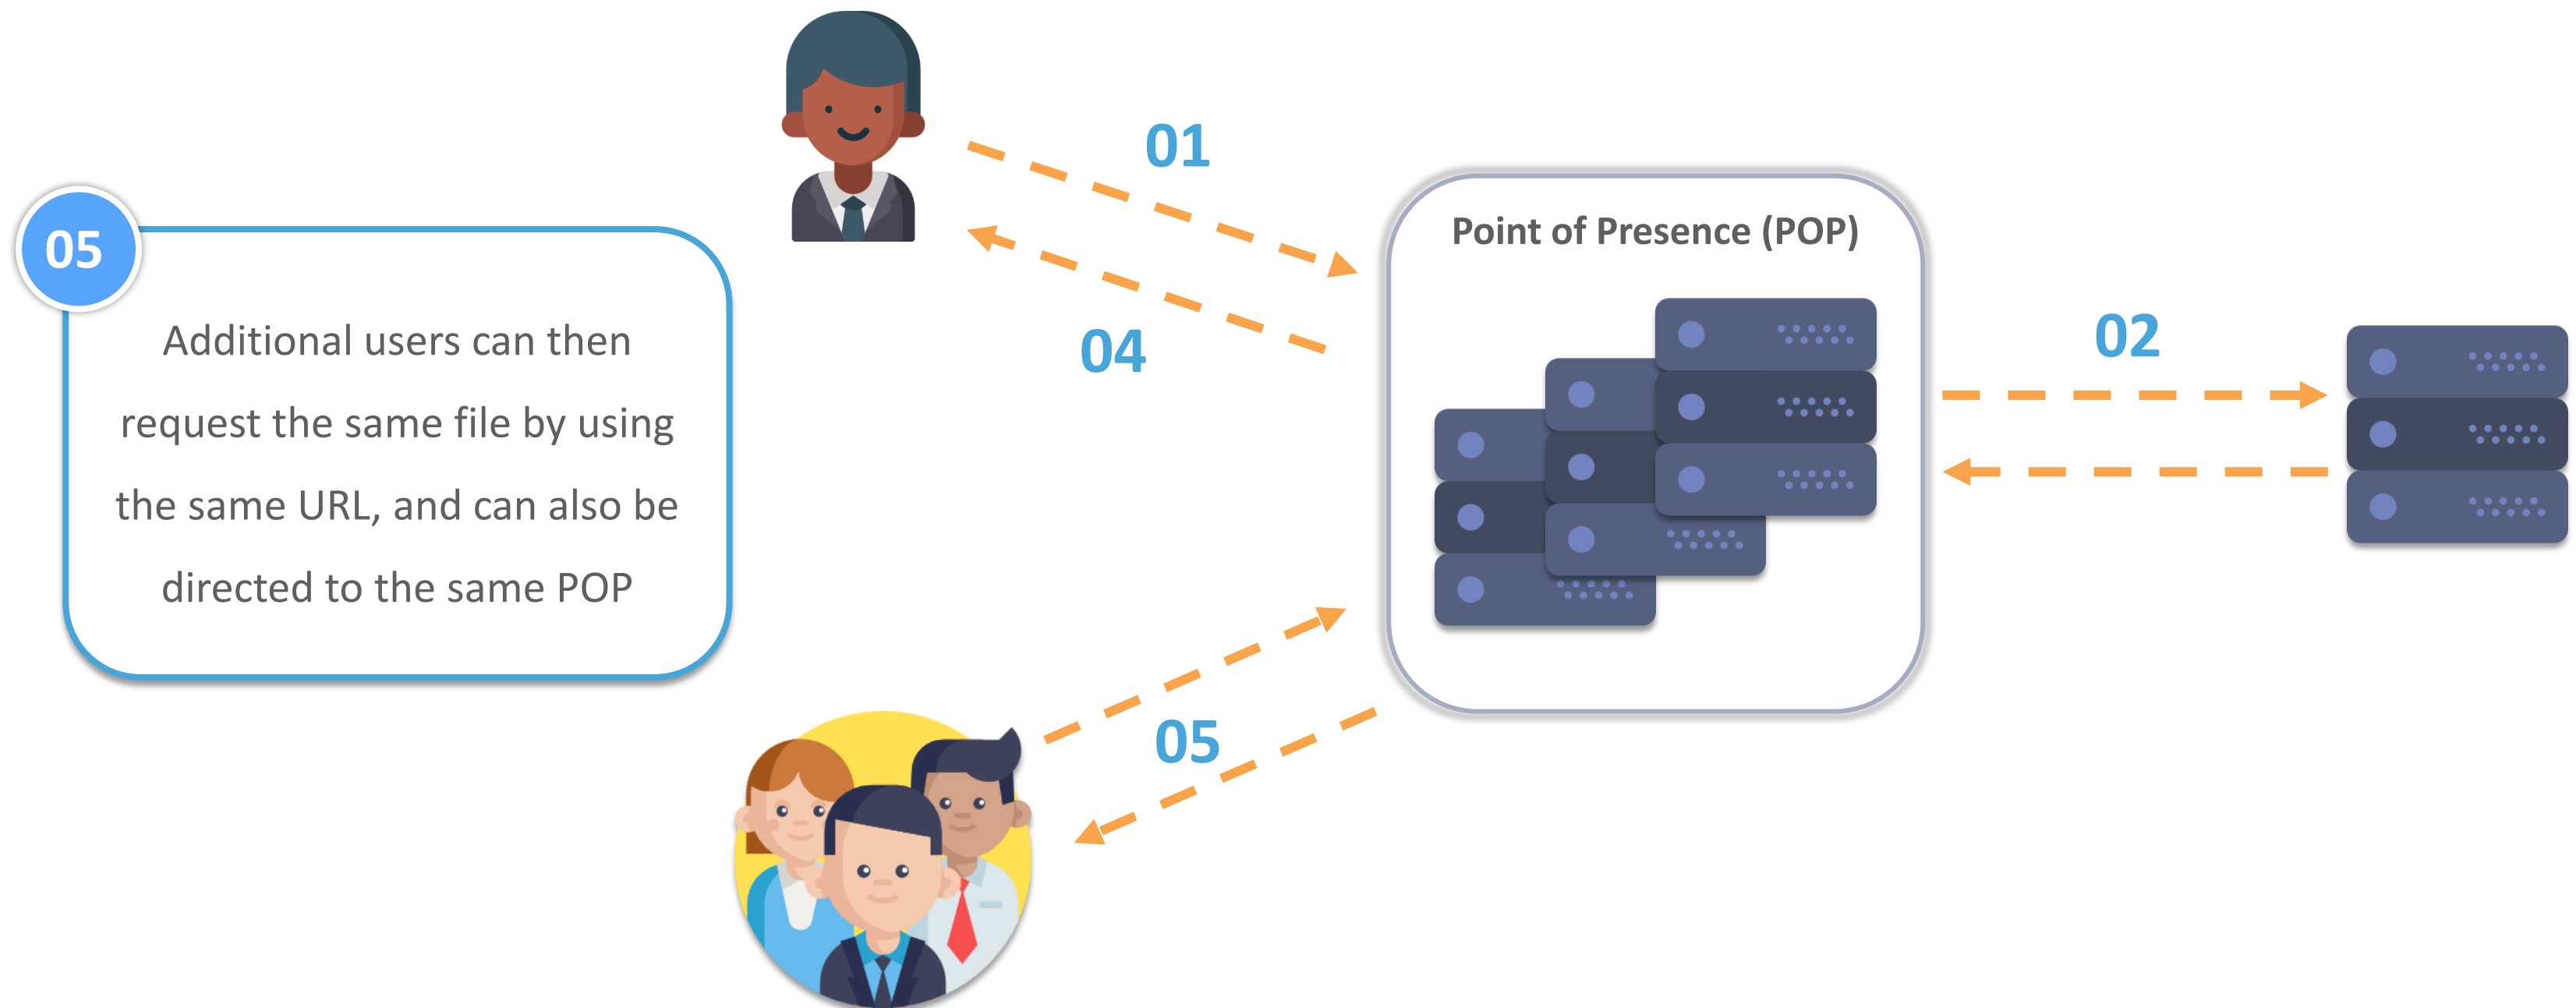 01
05
Point of Presence (POP)
Additional users can then
request the same file by using
the same URL, and can also be
directed to the same POP
04
02
05